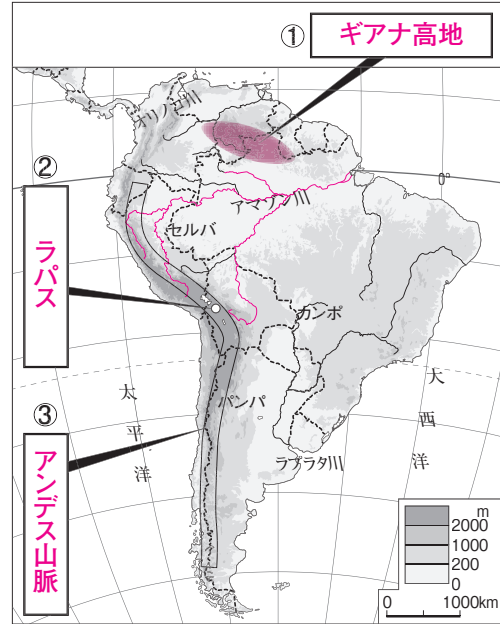 ① ギアナ高地
オリノコ川
②
ラパス
0°
アマゾン川
セルバ
カンポ
太平洋
大西洋
パンパ
③
アンデス山脈
ラプラタ川
m
2000
1000
200
0
0 1000km